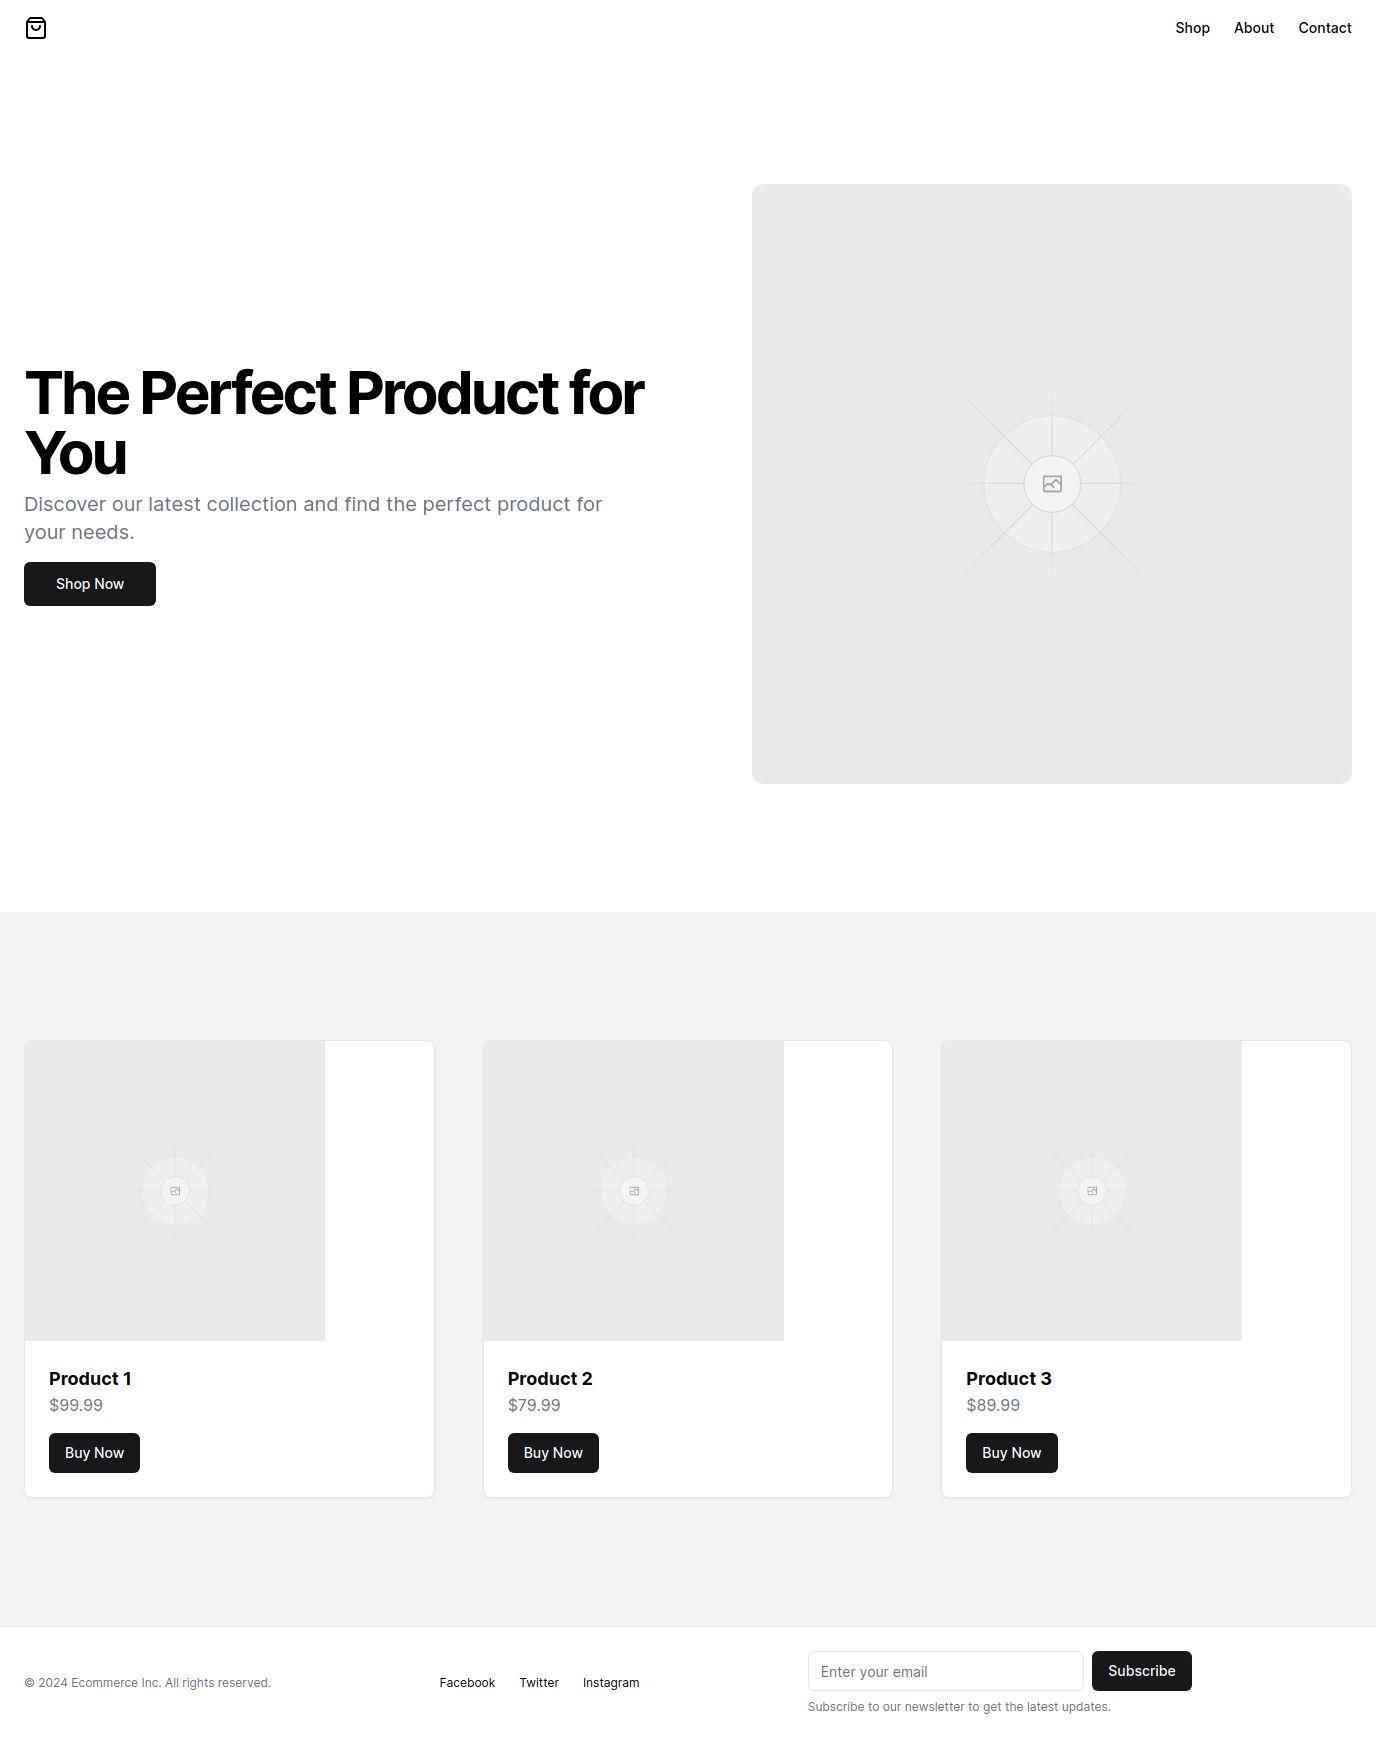 Shop About Contact
The Perfect Product for
You
Discover our latest collection and find the perfect product for
your needs.
Shop Now
Product 1
$99.99
Buy Now
Product 2
$79.99
Buy Now
Product 3
$89.99
Buy Now
© 2024 Ecommerce Inc. All rights reserved.
Facebook Twitter Instagram
Enter your email
Subscribe
Subscribe to our newsletter to get the latest updates.